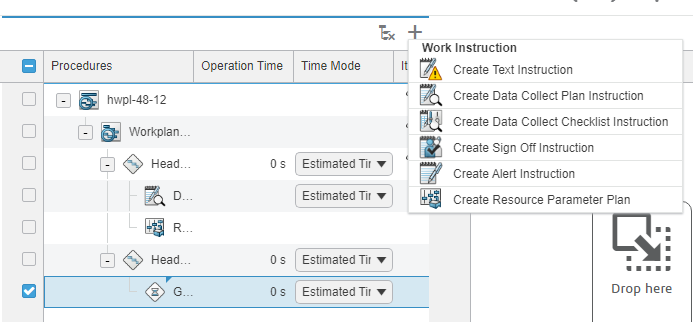 Work Instruction
Procedures Operation Time Time Mode It
Create Text Instruction
Create Data Collect Plan Instruction
Create Data Collect Checklist Instruction
Create Sign Off Instruction
Create Alert Instruction
Create Resource Parameter Plan
hwpl-48-12
Workplan...
Head... 0 s Estimated Tir
D... Estimated Tir
R...
Head... 0 s Estimated Tir
G... 0 s Estimated Tir
Drop here